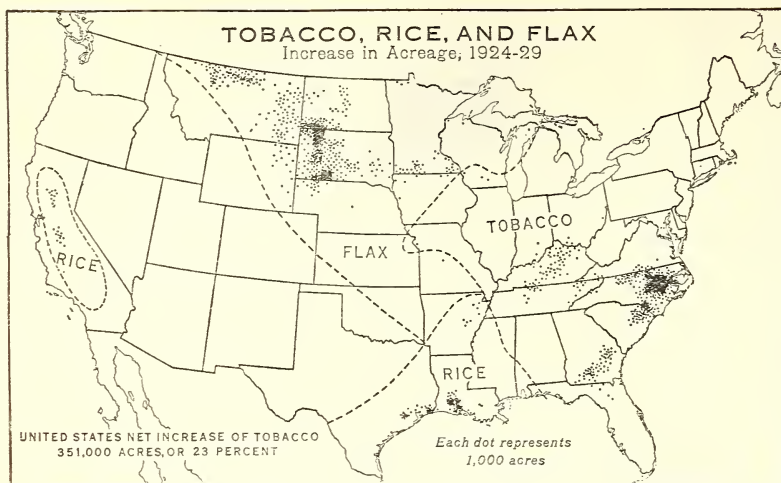 TOBACCO, RICE, AND FLAX
Increase in Acreage, 1924-29
RICE
FLAX
TOBACCO
RICE
UNITED STATES NET INCREASE OF TOBACCO
351,000 ACRES, OR 23 PERCENT
Each dot represents
1,000 acres